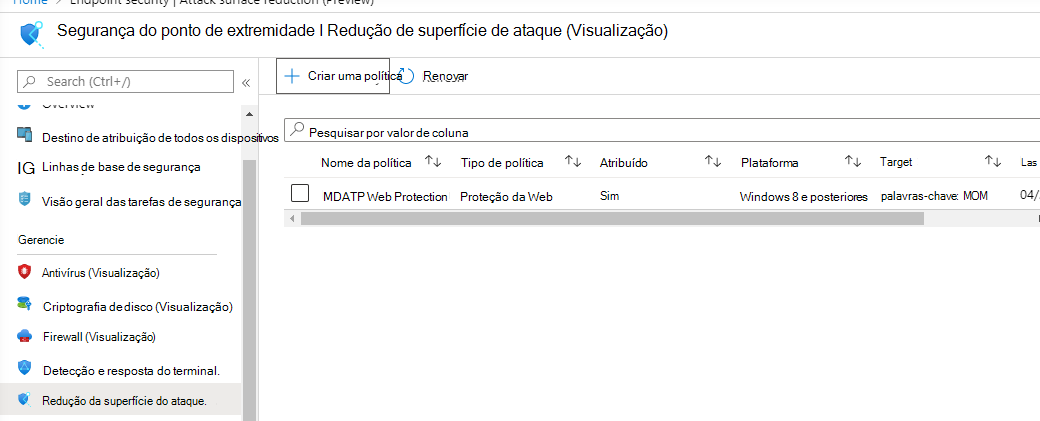 Home > Endpoint security | Attack surface reduction (Preview)
Segurança do ponto de extremidade I Redução de superfície de ataque (Visualização)
Search (Ctrl+/)
«
Criar uma política
Renovar
Overview
Destino de atribuição de todos os dispositivos
IG Linhas de base de segurança
Visão geral das tarefas de segurança
Gerencie
Antivírus (Visualização)
Criptografia de disco (Visualização)
Firewall (Visualização)
Detecção e resposta do terminal.
Redução da superfície do ataque.
Pesquisar por valor de coluna
Nome da política Tipo de política Atribuído Plataforma Target Las
MDATP Web Protection Proteção da Web Sim Windows 8 e posteriores palavras-chave: MOM 04/